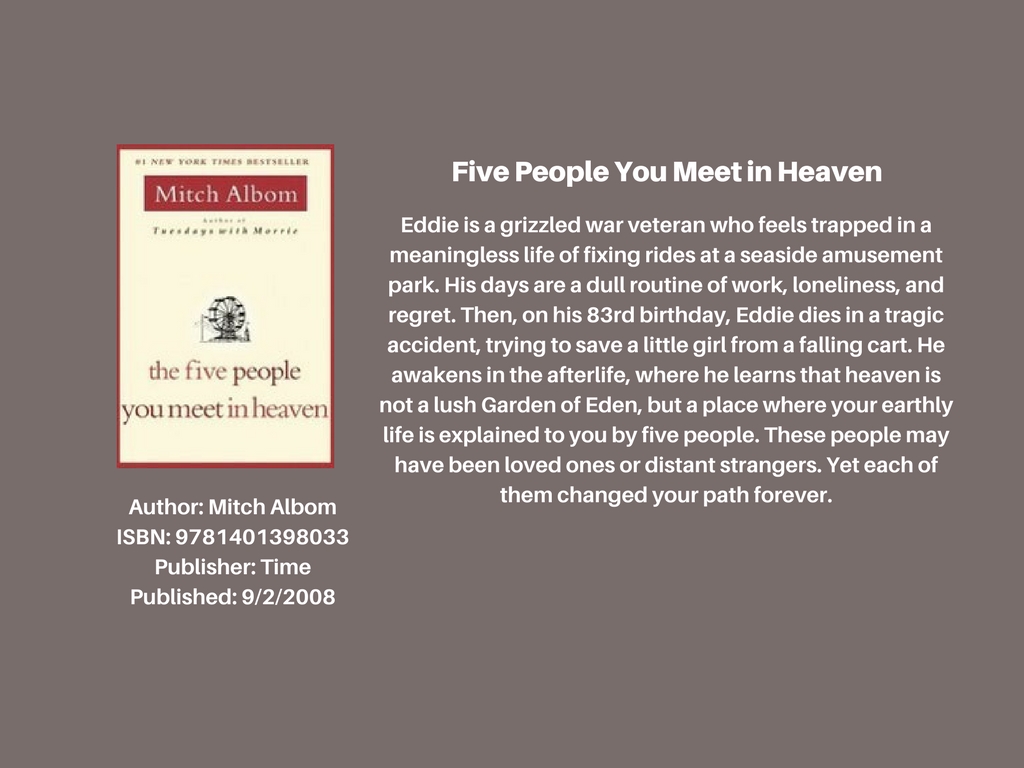 #1 NEW YORK TIMES BESTSELLER
Mitch Albom
Author of
Tuesdays with Morrie
the five people
you meet in heaven
Author: Mitch Albom
ISBN: 9781401398033
Publisher: Time
Published: 9/2/2008
Five People You Meet in Heaven
Eddie is a grizzled war veteran who feels trapped in a
meaningless life of fixing rides at a seaside amusement
park. His days are a dull routine of work, loneliness, and
regret. Then, on his 83rd birthday, Eddie dies in a tragic
accident, trying to save a little girl from a falling cart. He
awakens in the afterlife, where he learns that heaven is
not a lush Garden of Eden, but a place where your earthly
life is explained to you by five people. These people may
have been loved ones or distant strangers. Yet each of
them changed your path forever.